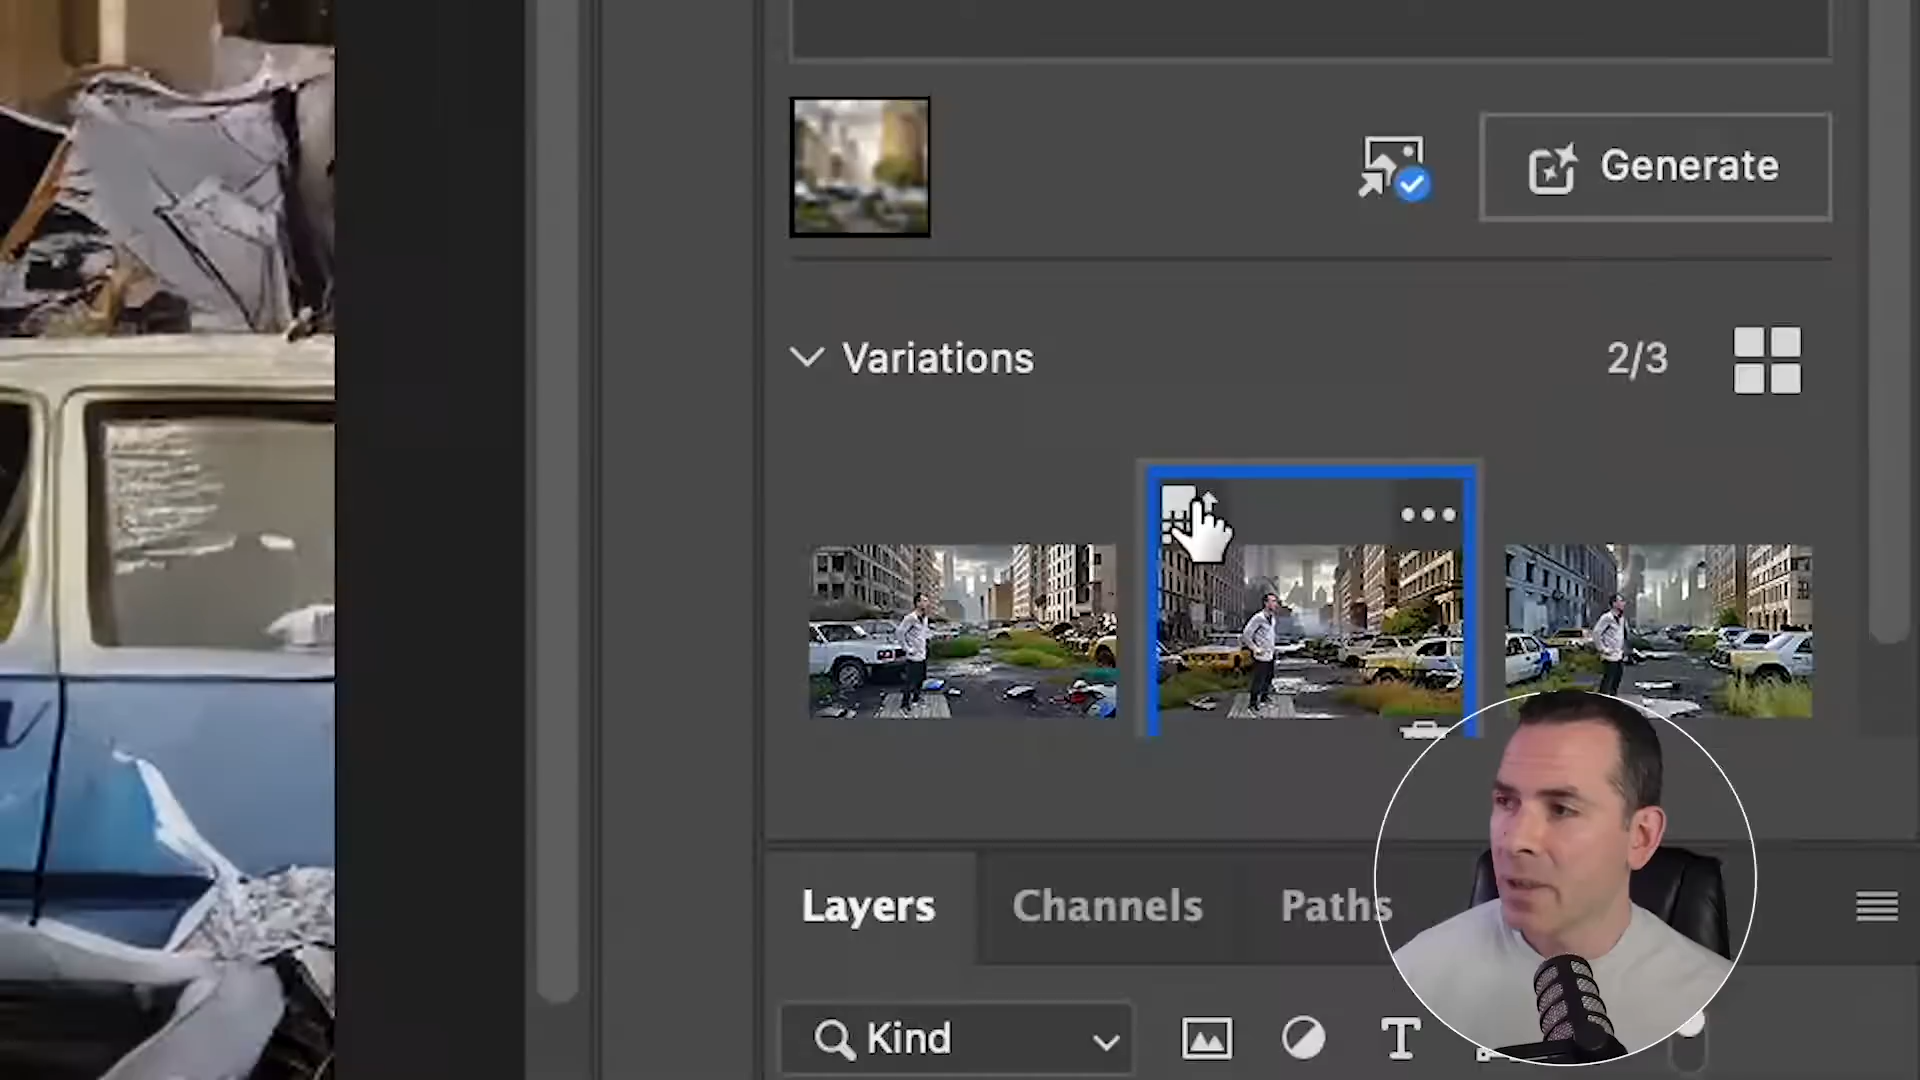 Generate
Variations
2/3
Layers
Channels
Paths
Kind